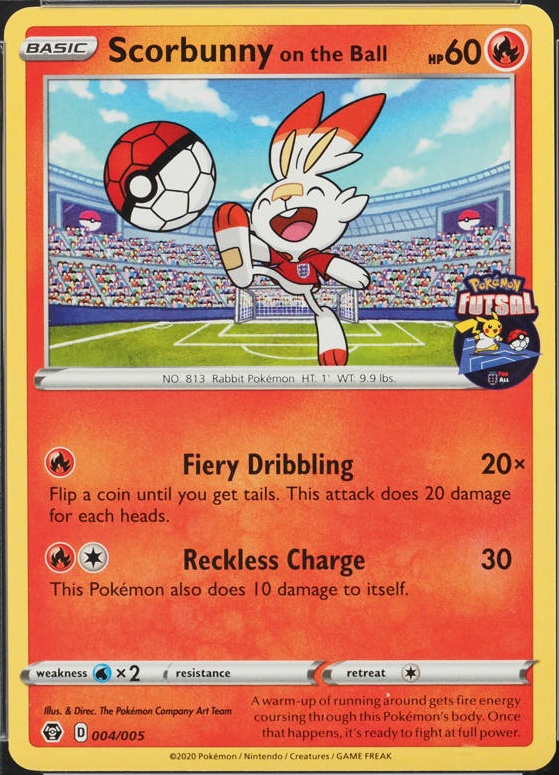 BASIC Scorbunny on the Ball HP 60
POKéMON
FUTSAL
NO. 813 Rabbit Pokémon HT: 1' WT: 9.9 lbs.
Fiery Dribbling 20×
Flip a coin until you get tails. This attack does 20 damage
for each heads.
Reckless Charge 30
This Pokémon also does 10 damage to itself.
weakness ×2 resistance retreat
Illus. & Direc. The Pokémon Company Art Team
D 004/005
A warm-up of running around gets fire energy
coursing through this Pokémon's body. Once
that happens, it's ready to fight at full power.
©2020 Pokémon / Nintendo / Creatures / GAME FREAK